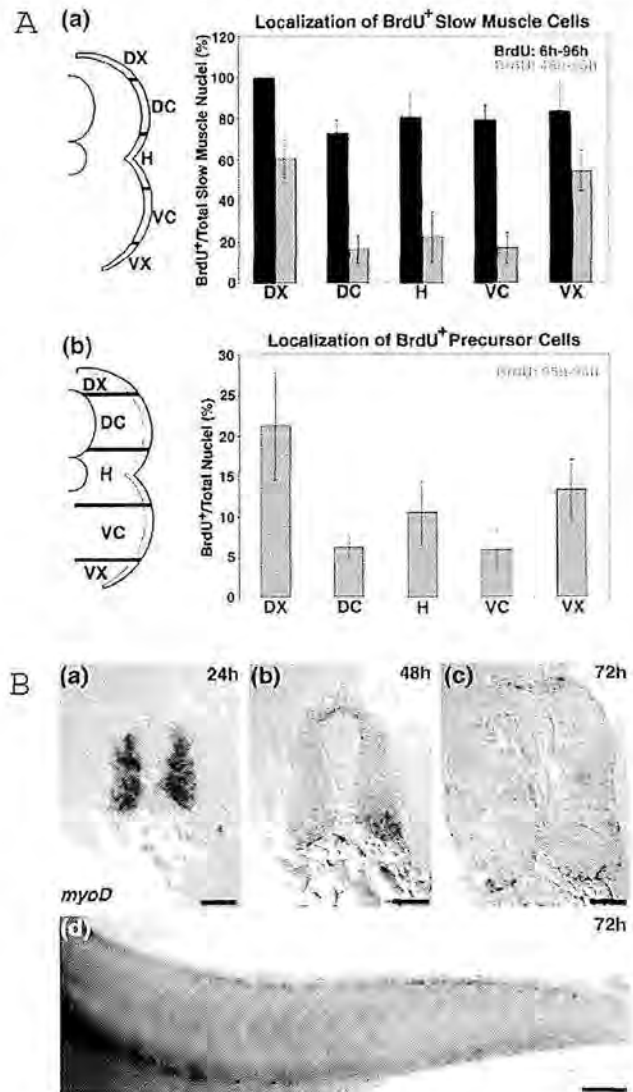 A
(a)
DX
DC
H
VC
VX
Localization of BrdU+ Slow Muscle Cells
BrdU: 6h-96h
BrdU+/Total Slow Muscle Nuclei (%)
120
100
80
60
40
20
0
DX DC H VC VX
(b)
DX
DC
H
VC
VX
Localization of BrdU+ Precursor Cells
BrdU+/Total Nuclei (%)
30
25
20
15
10
5
0
DX DC H VC VX
B
(a) 24h
(b) 48h
(c) 72h
myoD
(d) 72h